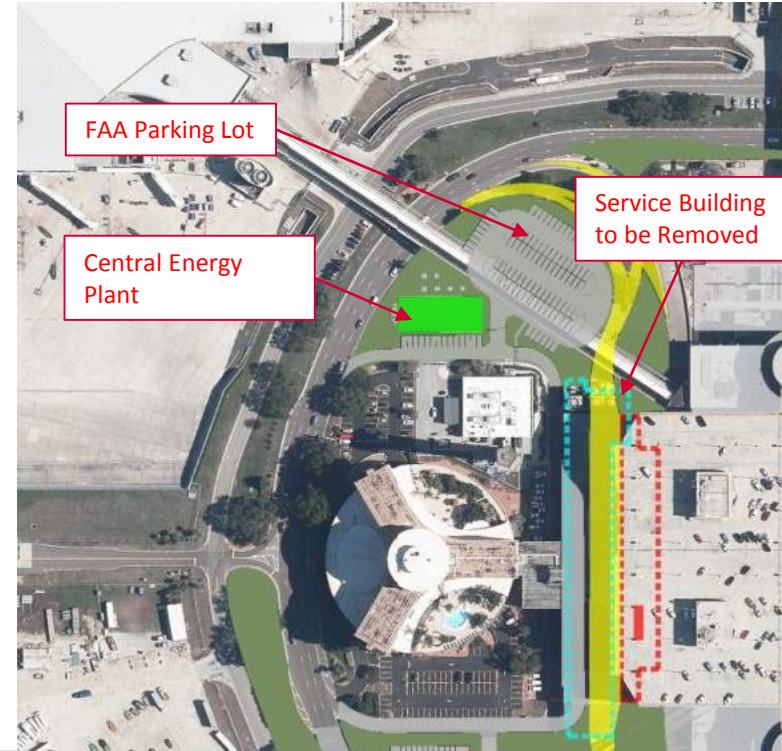 FAA Parking Lot
Service Building
to be Removed
Central Energy
Plant